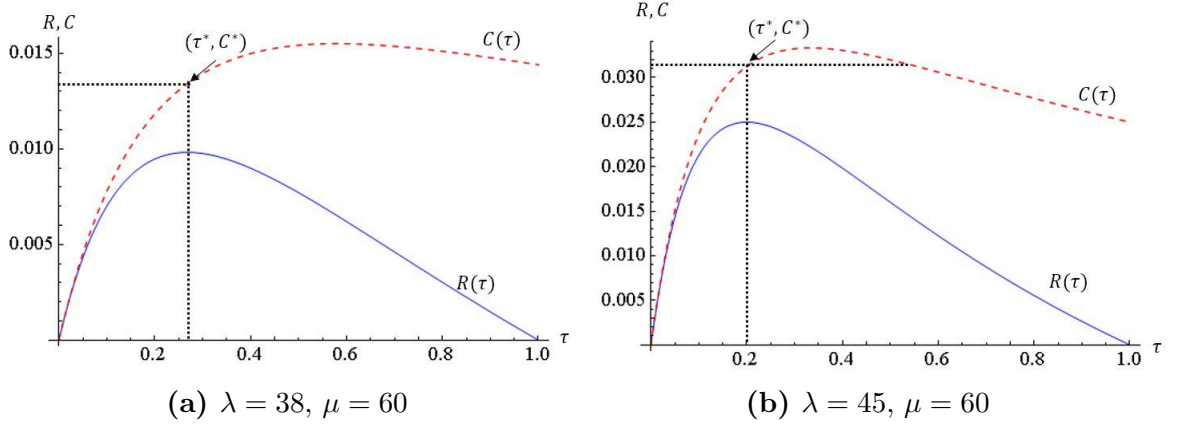 R, C
0.015
0.010
0.005
(τ*, C*)
C(τ)
R(τ)
0.2 0.4 0.6 0.8 1.0 τ
(a) λ = 38, μ = 60
R, C
0.030
0.025
0.020
0.015
0.010
0.005
(τ*, C*)
C(τ)
R(τ)
0.2 0.4 0.6 0.8 1.0 τ
(b) λ = 45, μ = 60